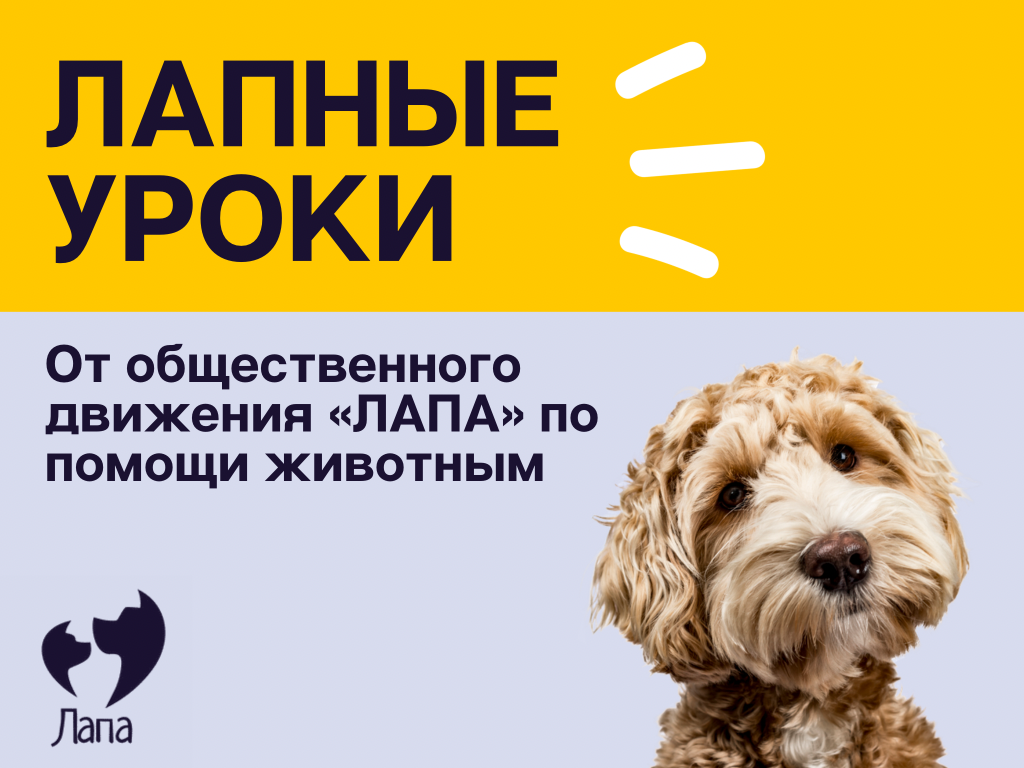 ЛАПНЫЕ
УРОКИ
От общественного
движения «ЛАПА» по
помощи животным
Лапа